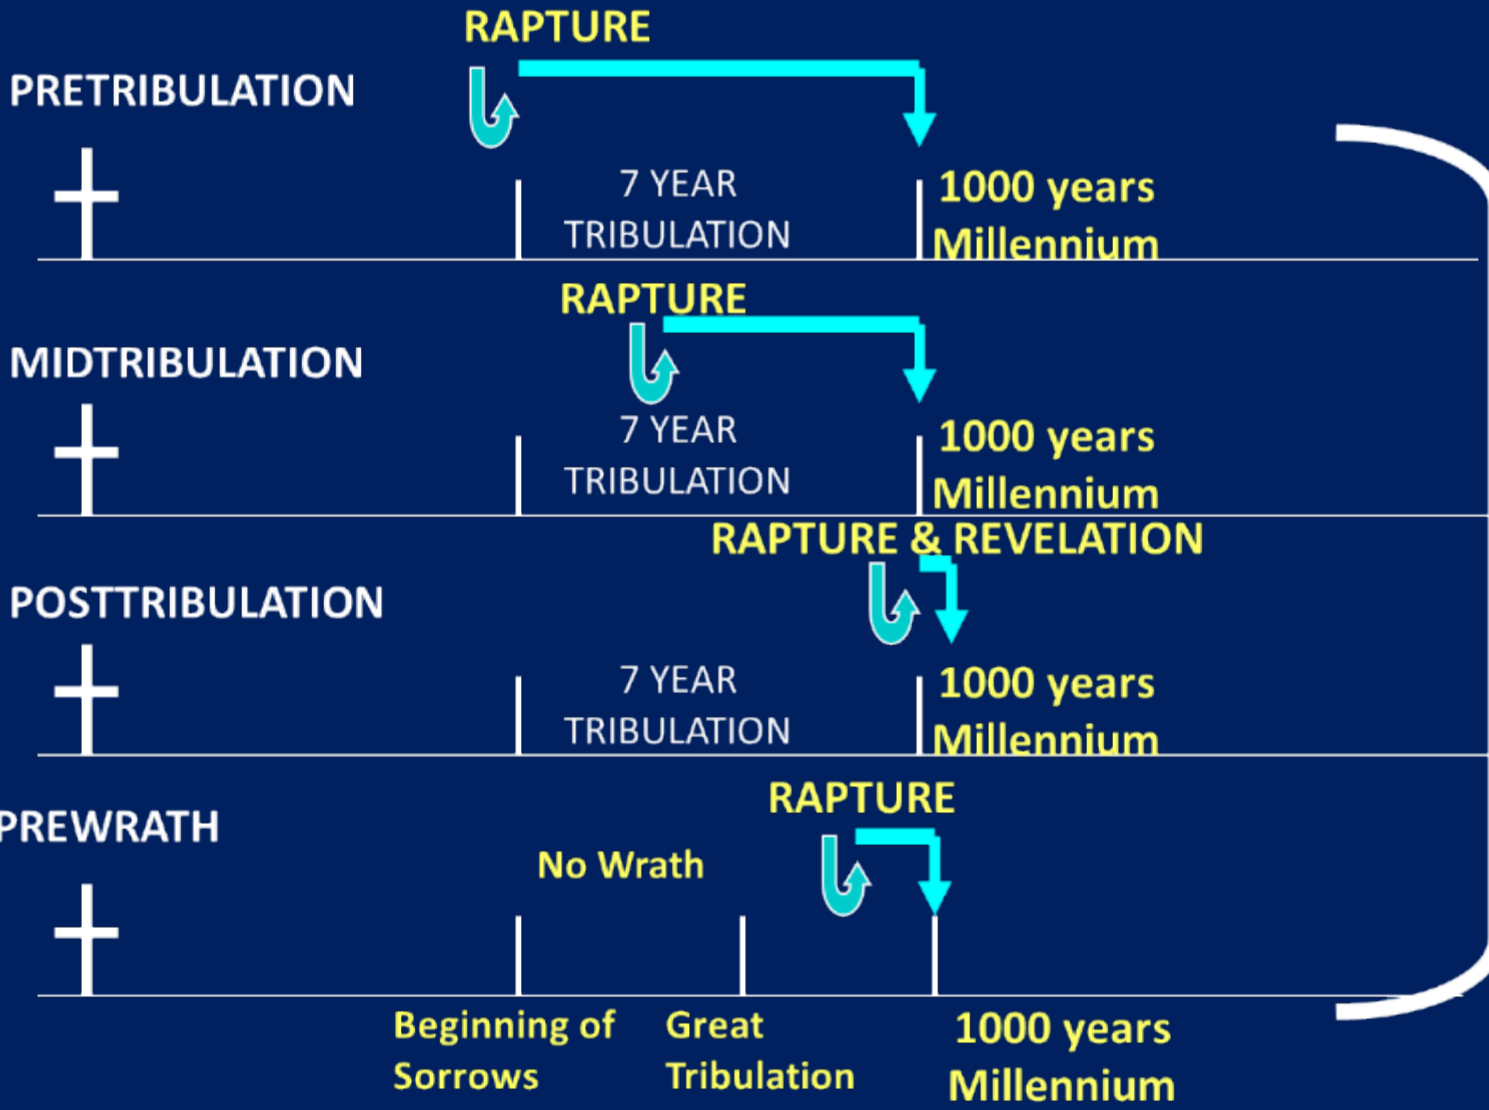 RAPTURE
PRETRIBULATION
7 YEAR
TRIBULATION
1000 years
Millennium
RAPTURE
MIDTRIBULATION
7 YEAR
TRIBULATION
1000 years
Millennium
RAPTURE & REVELATION
POSTTRIBULATION
7 YEAR
TRIBULATION
1000 years
Millennium
RAPTURE
PREWRATH
No Wrath
Beginning of
Sorrows
Great
Tribulation
1000 years
Millennium